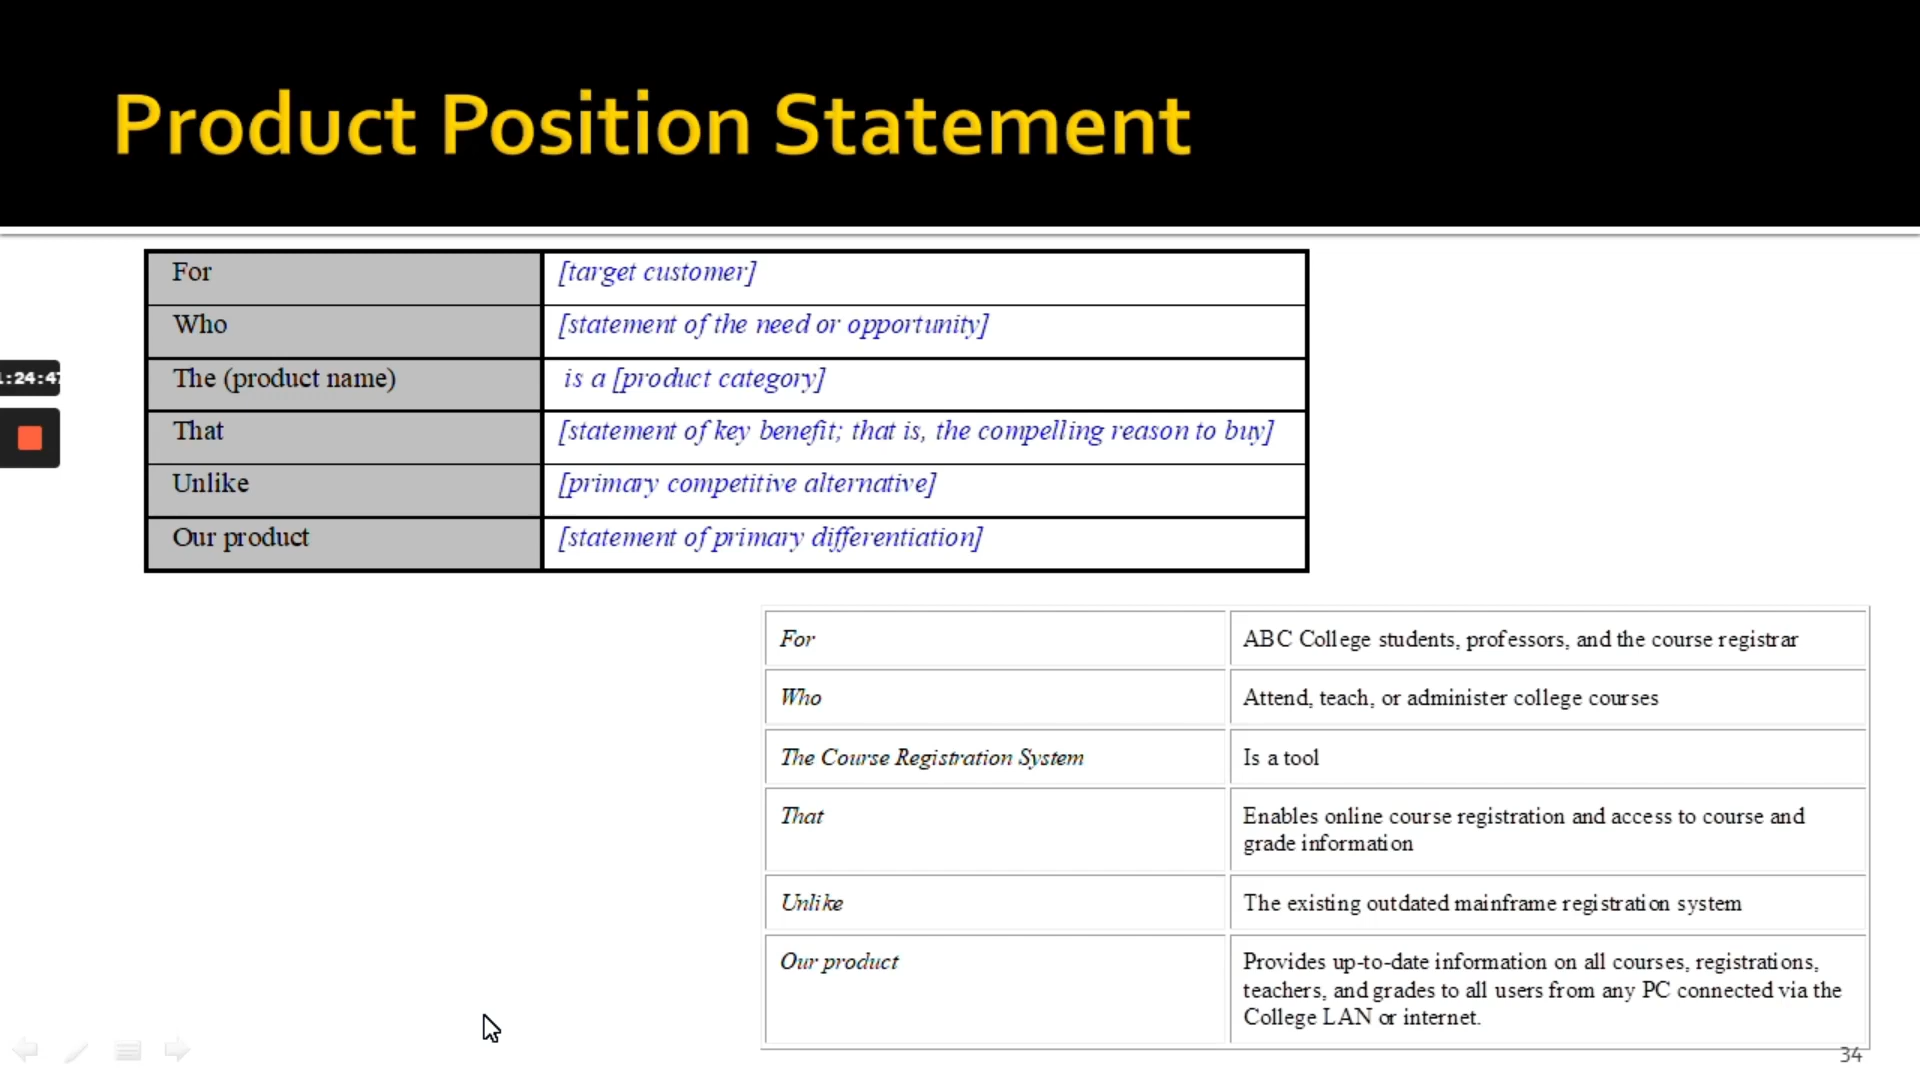 Product Position Statement
For [target customer]
Who [statement of the need or opportunity]
The (product name) is a [product category]
That [statement of key benefit; that is, the compelling reason to buy]
Unlike [primary competitive alternative]
Our product [statement of primary differentiation]
:24:47
For ABC College students, professors, and the course registrar
Who Attend, teach, or administer college courses
The Course Registration System Is a tool
That Enables online course registration and access to course and
grade information
Unlike The existing outdated mainframe registration system
Our product Provides up-to-date information on all courses, registrations,
teachers, and grades to all users from any PC connected via the
College LAN or internet.
34